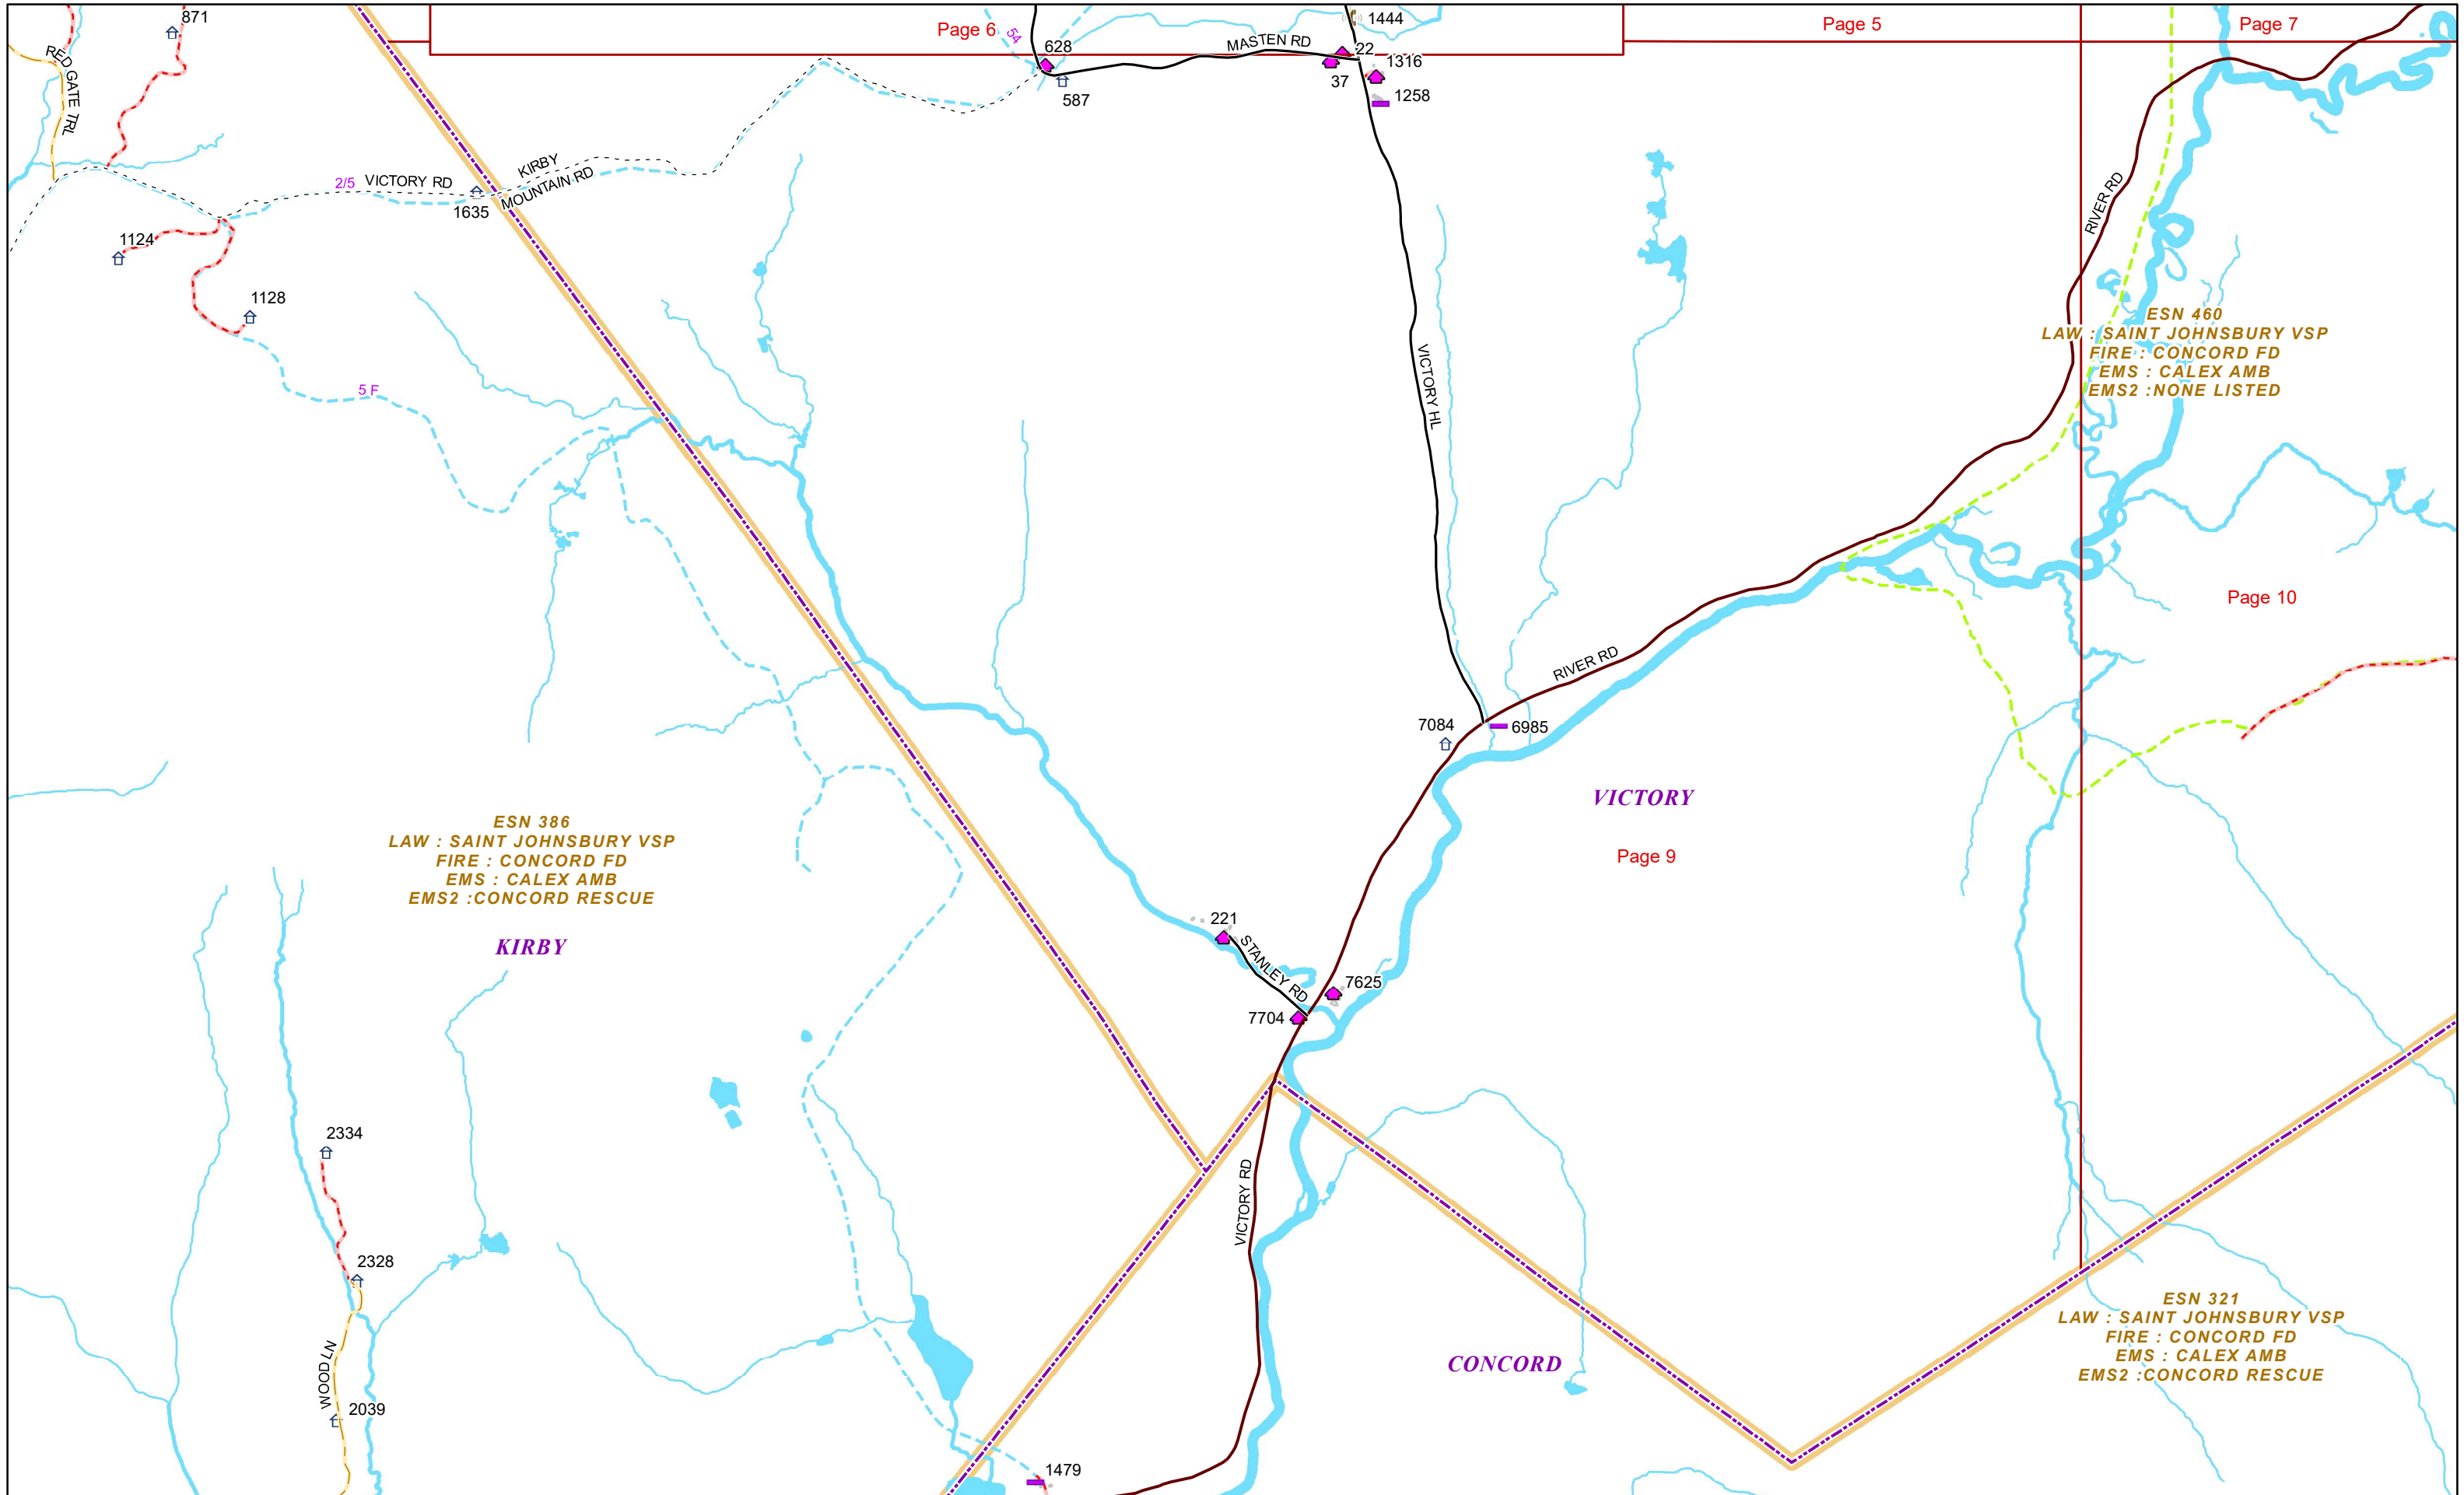 871
Page 6
54
628
MASTEN RD
1444
22
1316
37
1258
587
Page 5
Page 7
RED GATE TRL
2/5
VICTORY RD
KIRBY
MOUNTAIN RD
1635
RIVER RD
1124
1128
5 F
VICTORY HL
ESN 460
LAW : SAINT JOHNSBURY VSP
FIRE : CONCORD FD
EMS : CALEX AMB
EMS2 :NONE LISTED
Page 10
RIVER RD
7084
6985
VICTORY
Page 9
ESN 386
LAW : SAINT JOHNSBURY VSP
FIRE : CONCORD FD
EMS : CALEX AMB
EMS2 :CONCORD RESCUE
KIRBY
221
STANLEY RD
7625
7704
2334
VICTORY RD
2328
WOOD LN
2039
CONCORD
ESN 321
LAW : SAINT JOHNSBURY VSP
FIRE : CONCORD FD
EMS : CALEX AMB
EMS2 :CONCORD RESCUE
1479